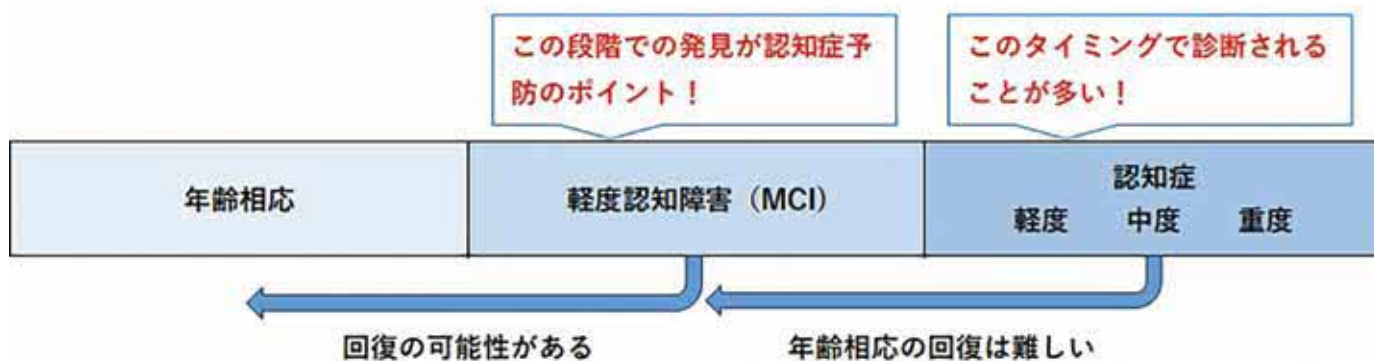 この段階での発見が認知症予
防のポイント！
このタイミングで診断される
ことが多い！
年齢相応
軽度認知障害（MCI）
認知症
軽度 中度 重度
回復の可能性がある
年齢相応の回復は難しい